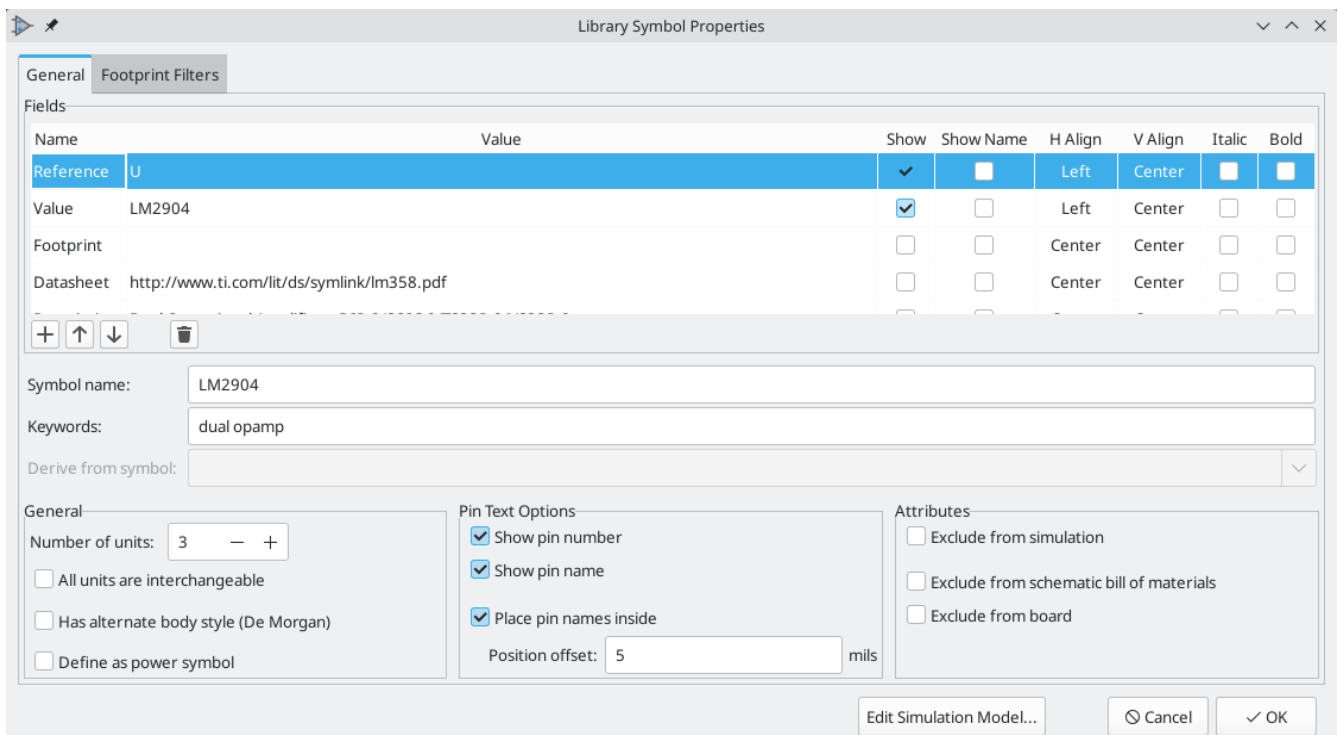 Library Symbol Properties
General Footprint Filters
Fields
Name Value Show Show Name H Align V Align Italic Bold
Reference U Left Center
Value LM2904 Left Center
Footprint Center Center
Datasheet http://www.ti.com/lit/ds/symlink/lm358.pdf Center Center
Symbol name: LM2904
Keywords: dual opamp
Derive from symbol:
General
Number of units: 3 − +
All units are interchangeable
Has alternate body style (De Morgan)
Define as power symbol
Pin Text Options
Show pin number
Show pin name
Place pin names inside
Position offset: 5 mils
Attributes
Exclude from simulation
Exclude from schematic bill of materials
Exclude from board
Edit Simulation Model... Cancel OK